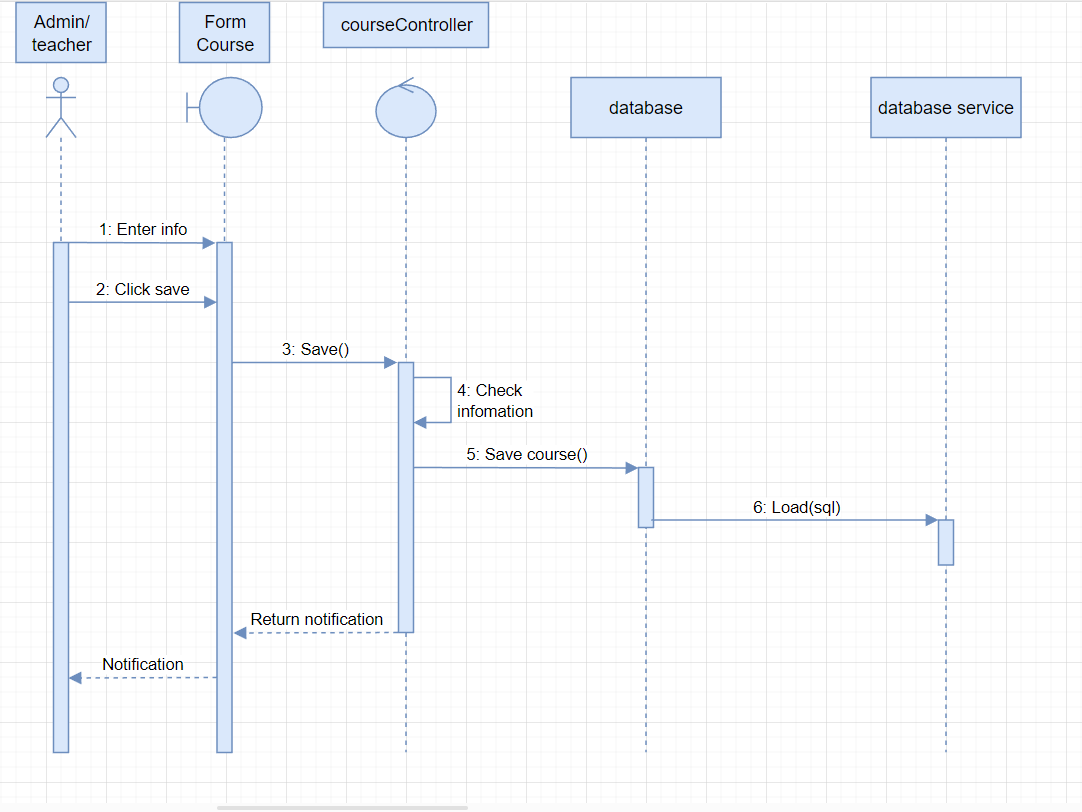 Admin/
teacher
Form
Course
courseController
database
database service
1: Enter info
2: Click save
3: Save()
4: Check
infomation
5: Save course()
6: Load(sql)
Return notification
Notification